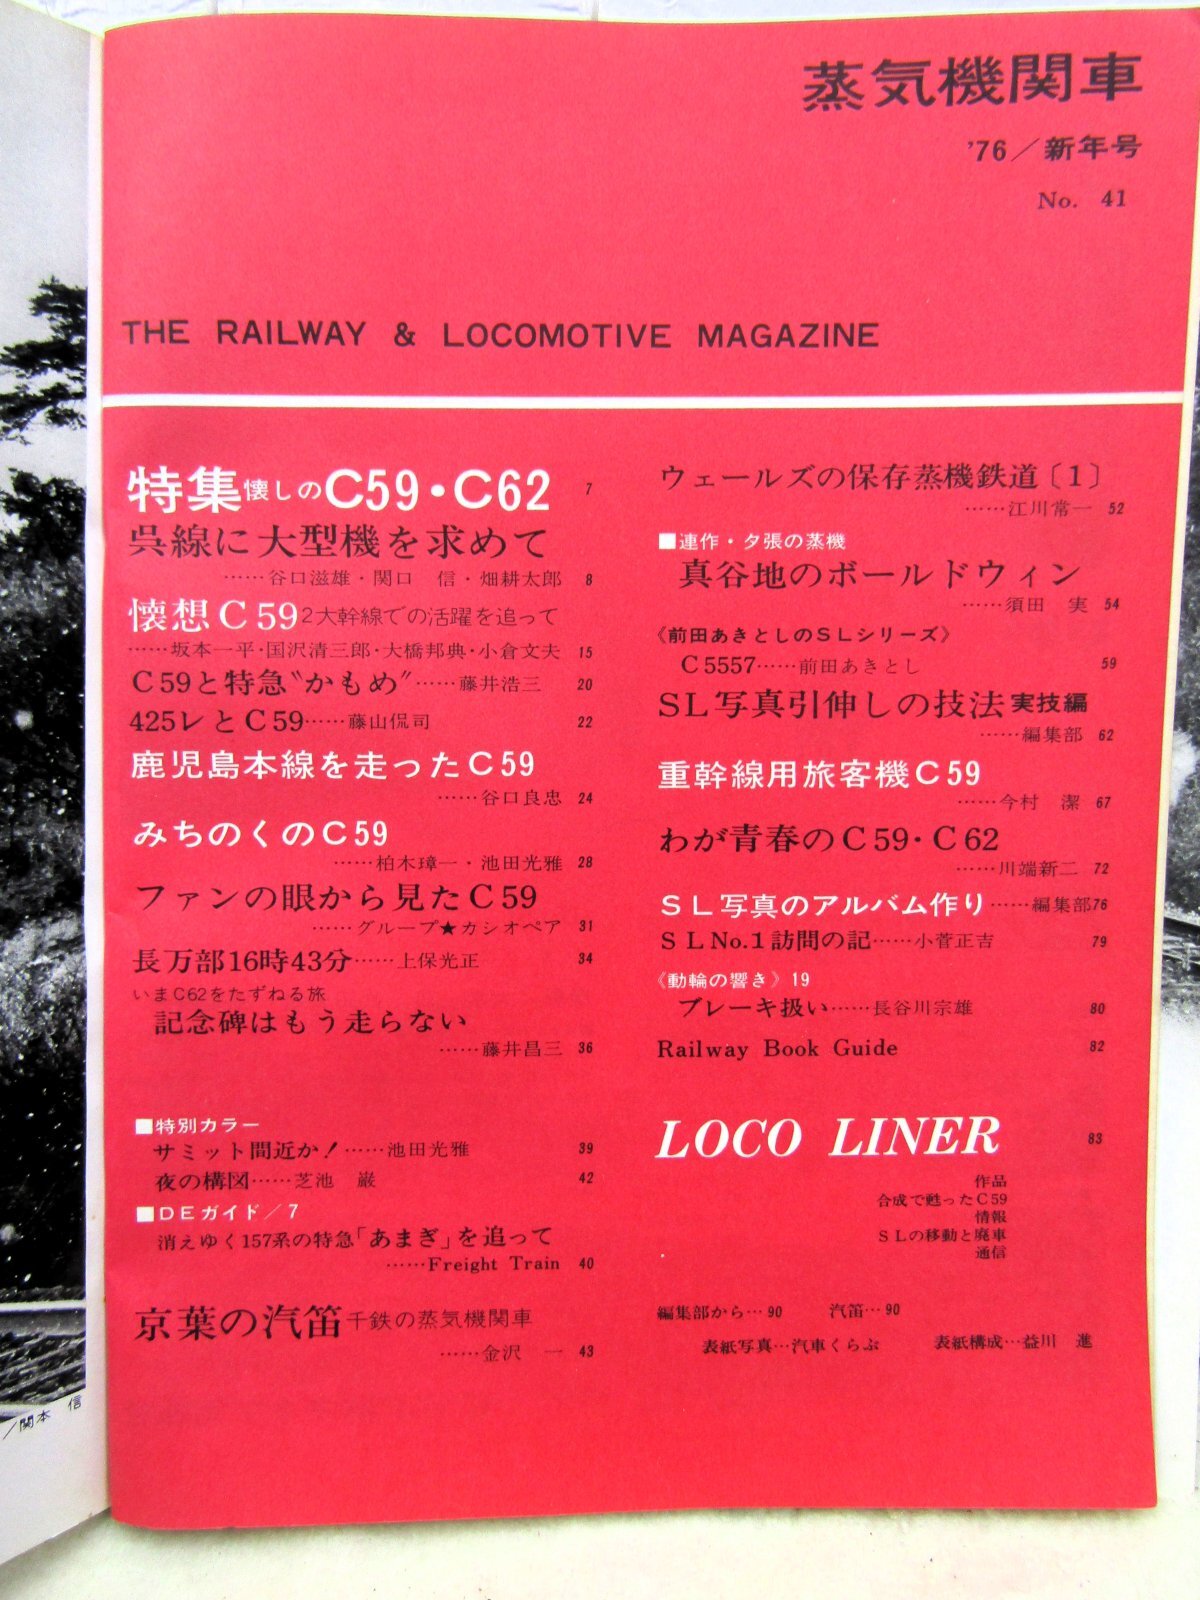 蒸気機関車
'76／新年号
No. 41
THE RAILWAY & LOCOMOTIVE MAGAZINE
特集懐しのC59・C62 7
呉線に大型機を求めて
……谷口滋雄・関口　信・畑耕太郎 8
懐想C59 2大幹線での活躍を追って
……坂本一平・国沢清三郎・大橋邦典・小倉文夫 15
C59と特急〝かもめ〟……藤井浩三 20
425レとC59……藤山侃司 22
鹿児島本線を走ったC59
……谷口良忠 24
みちのくのC59
……柏木璋一・池田光雅 28
ファンの眼から見たC59
……グループ★カシオペア 31
長万部16時43分……上保光正 34
いまC62をたずねる旅
記念碑はもう走らない
……藤井昌三 36
■特別カラー
サミット間近か！……池田光雅 39
夜の構図……芝池　巌 42
■DEガイド／7
消えゆく157系の特急「あまぎ」を追って
……Freight Train 40
京葉の汽笛 千鉄の蒸気機関車
……金沢　一 43
ウェールズの保存蒸機鉄道〔1〕
……江川常一 52
■連作・夕張の蒸機
真谷地のボールドウィン
……須田　実 54
《前田あきとしのSLシリーズ》
C5557……前田あきとし 59
SL写真引伸しの技法実技編
……編集部 62
重幹線用旅客機C59
……今村　潔 67
わが青春のC59・C62
……川端新二 72
SL写真のアルバム作り……編集部76
SLNo.1訪問の記……小菅正吉 79
《動輪の響き》19
ブレーキ扱い……長谷川宗雄 80
Railway Book Guide 82
LOCO LINER 83
作品
合成で甦ったC59
情報
SLの移動と廃車
通信
編集部から…90　汽笛…90
表紙写真…汽車くらぶ　表紙構成…益川　進
／関本　信